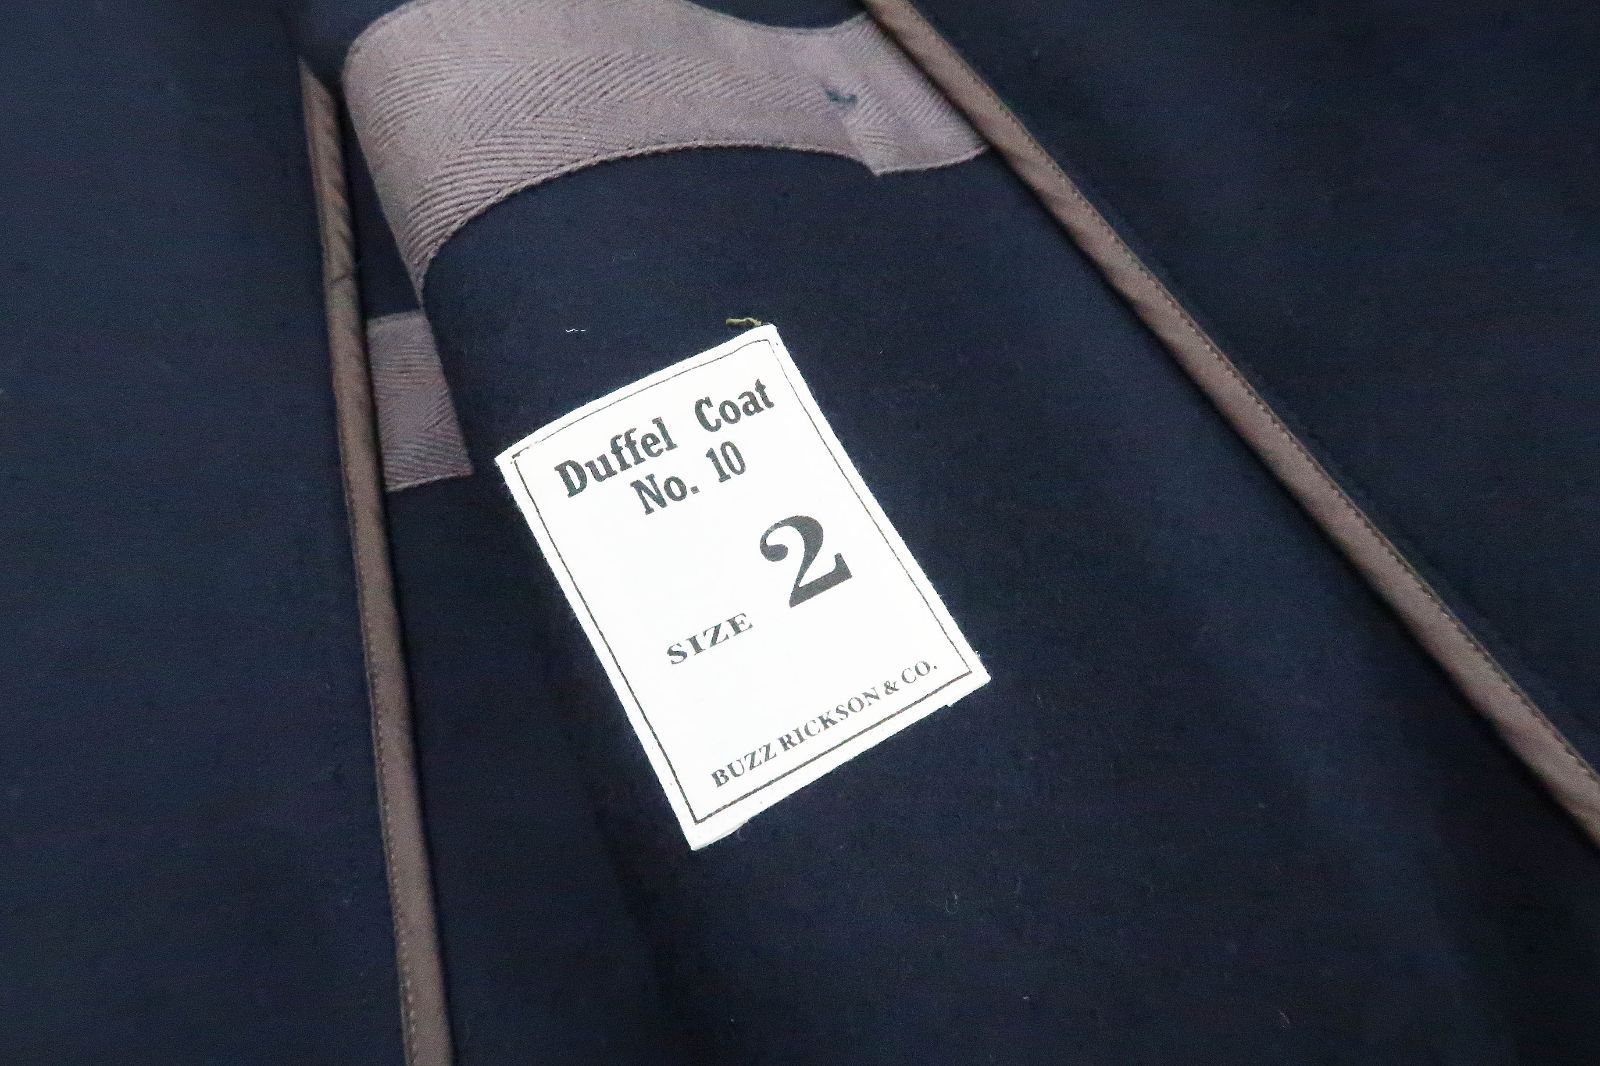 Duffel Coat
No. 10
SIZE 2
BUZZ RICKSON & CO.